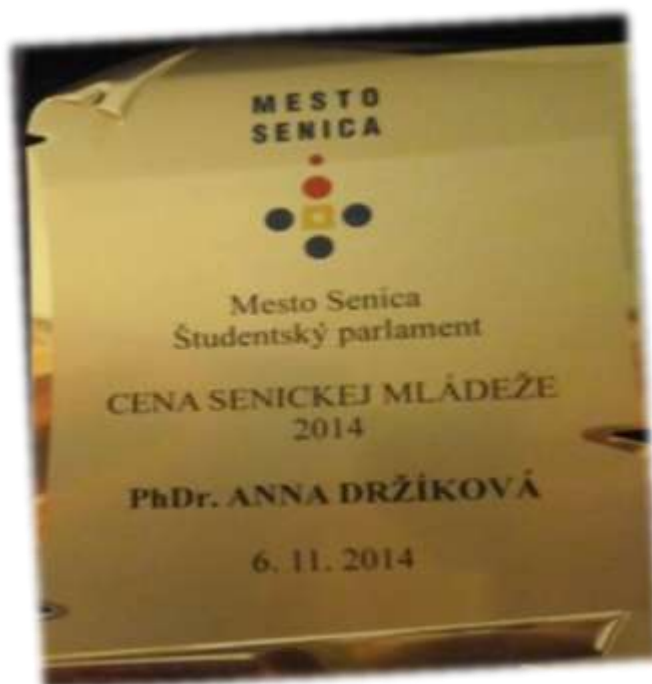 MESTO
SENICA
Mesto Senica
Študentský parlament
CENA SENICKEJ MLÁDEŽE
2014
PhDr. ANNA DRŽÍKOVÁ
6. 11. 2014